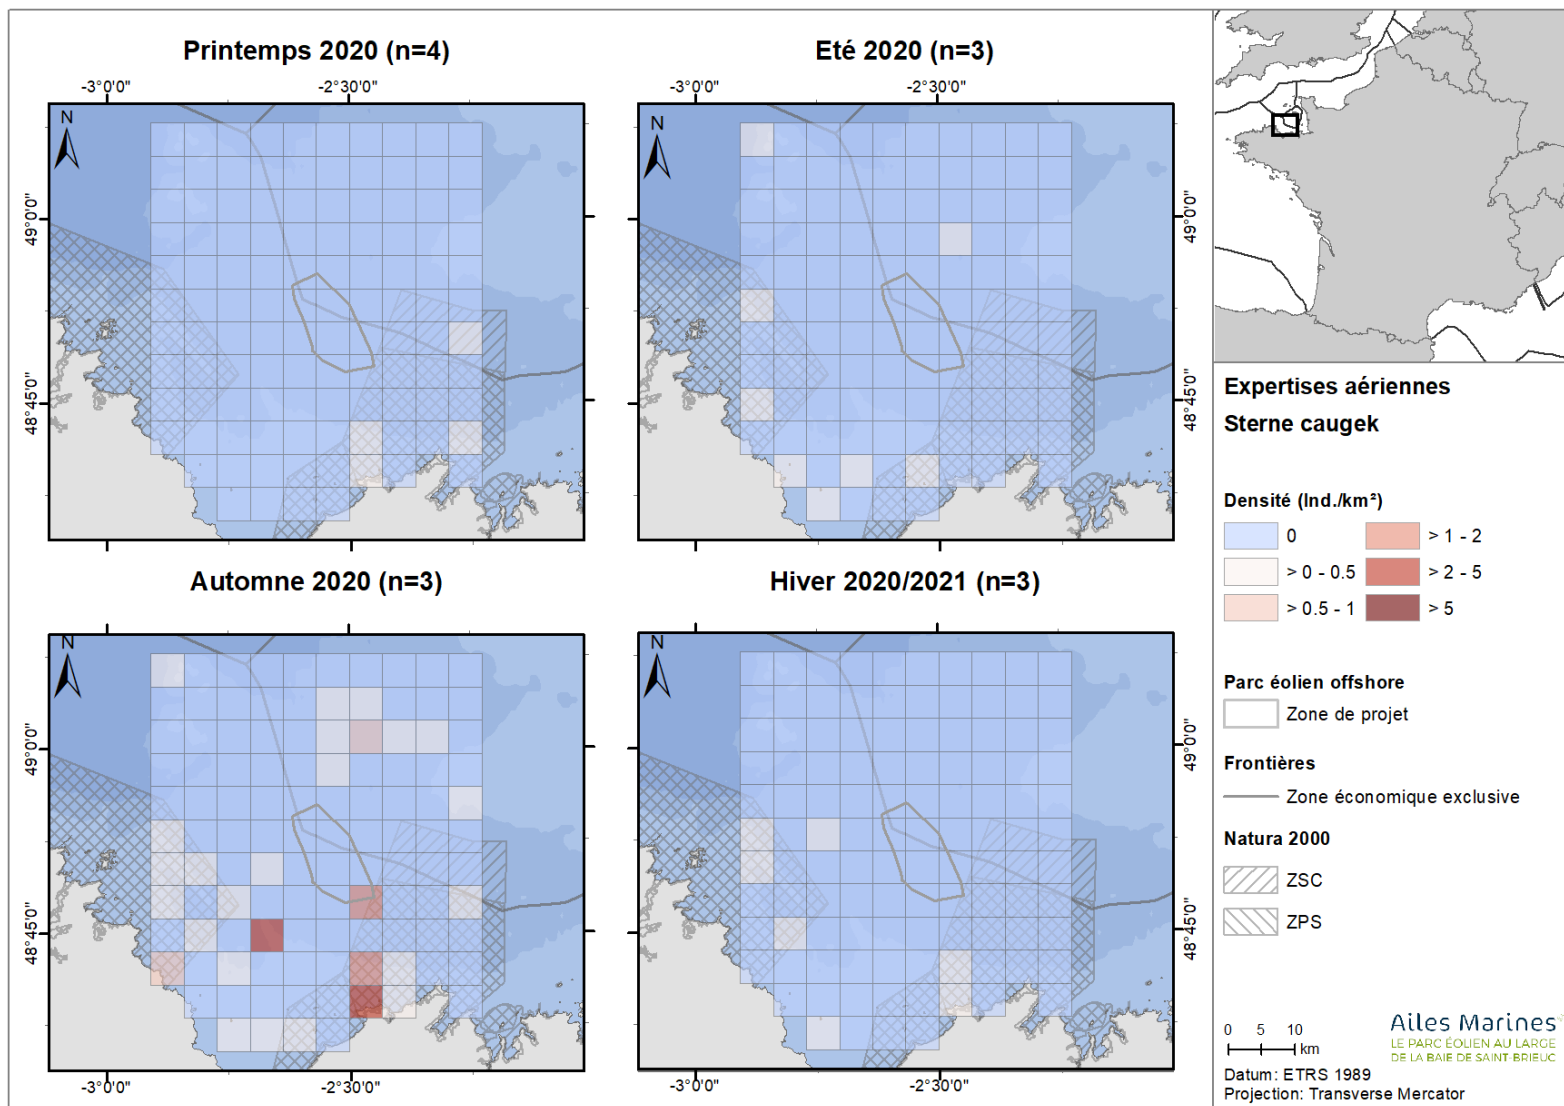 Printemps 2020 (n=4)
-3°0'0"
-2°30'0"
N
49°0'0"
48°45'0"
Eté 2020 (n=3)
-3°0'0"
-2°30'0"
N
49°0'0"
48°45'0"
Automne 2020 (n=3)
N
49°0'0"
48°45'0"
-3°0'0"
-2°30'0"
Hiver 2020/2021 (n=3)
N
49°0'0"
48°45'0"
-3°0'0"
-2°30'0"
Expertises aériennes
Sterne caugek
Densité (Ind./km²)
0
> 1 - 2
> 0 - 0.5
> 2 - 5
> 0.5 - 1
> 5
Parc éolien offshore
Zone de projet
Frontières
Zone économique exclusive
Natura 2000
ZSC
ZPS
0 5 10
km
Ailes Marines
LE PARC ÉOLIEN AU LARGE
DE LA BAIE DE SAINT-BRIEUC
Datum: ETRS 1989
Projection: Transverse Mercator